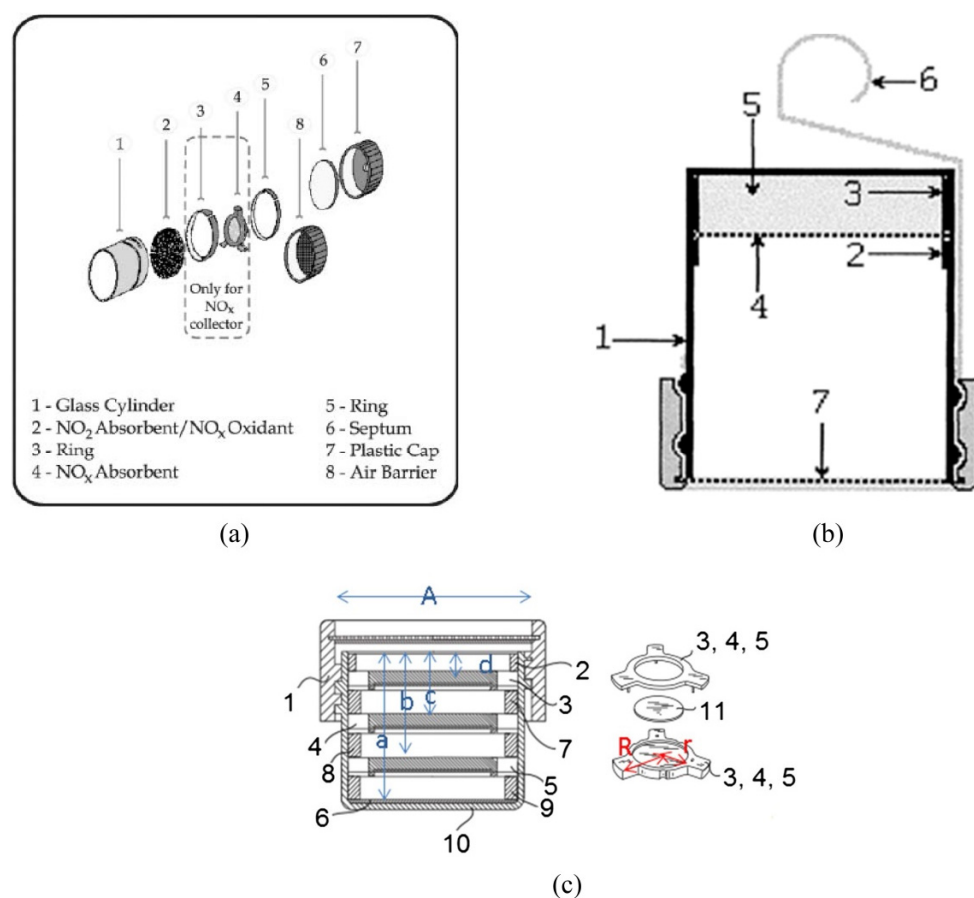 1
2
3
4
5
6
7
8
Only for
NOx
collector
1 - Glass Cylinder
2 - NO2 Absorbent/NOx Oxidant
3 - Ring
4 - NOx Absorbent
5 - Ring
6 - Septum
7 - Plastic Cap
8 - Air Barrier
(a)
6
5
3
2
4
1
7
(b)
A
d
c
b
a
1
2
3
4
7
8
5
9
6
10
3, 4, 5
11
R
r
3, 4, 5
(c)